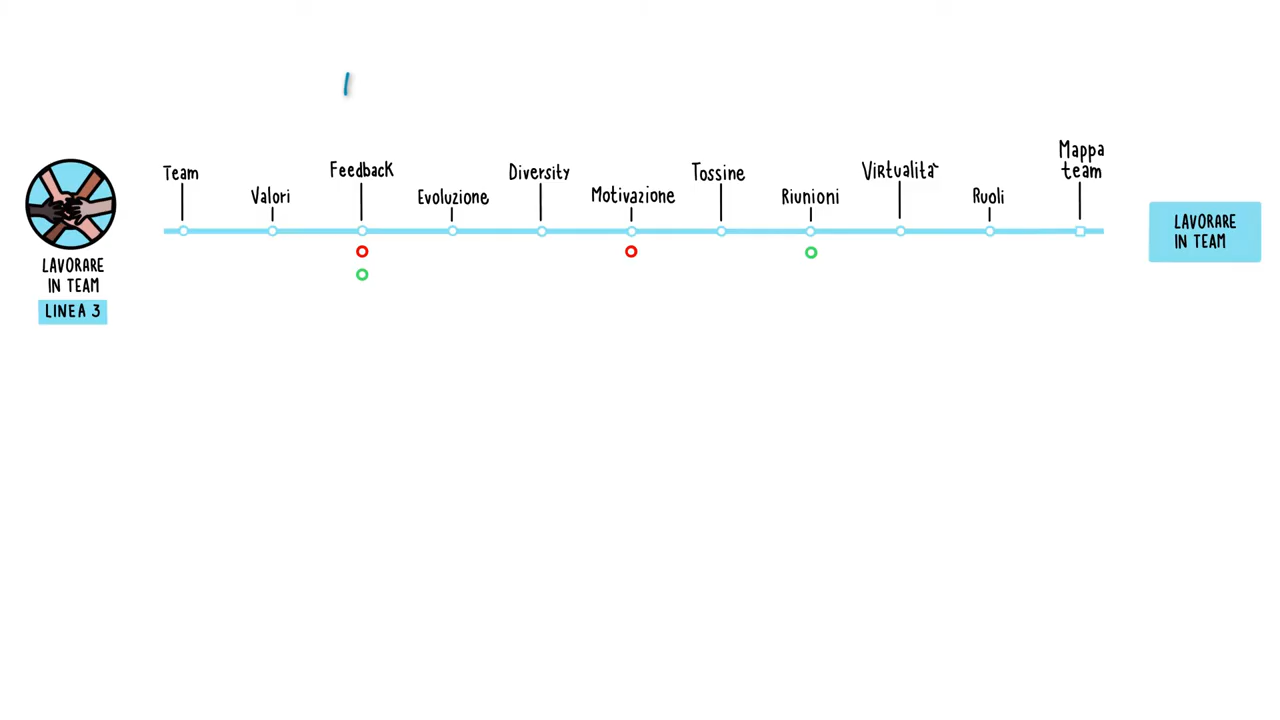 Team
Valori
Feedback
Evoluzione
Diversity
Motivazione
Tossine
Riunioni
Virtualità
Ruoli
Mappa
team
LAVORARE
IN TEAM
LINEA 3
LAVORARE
IN TEAM